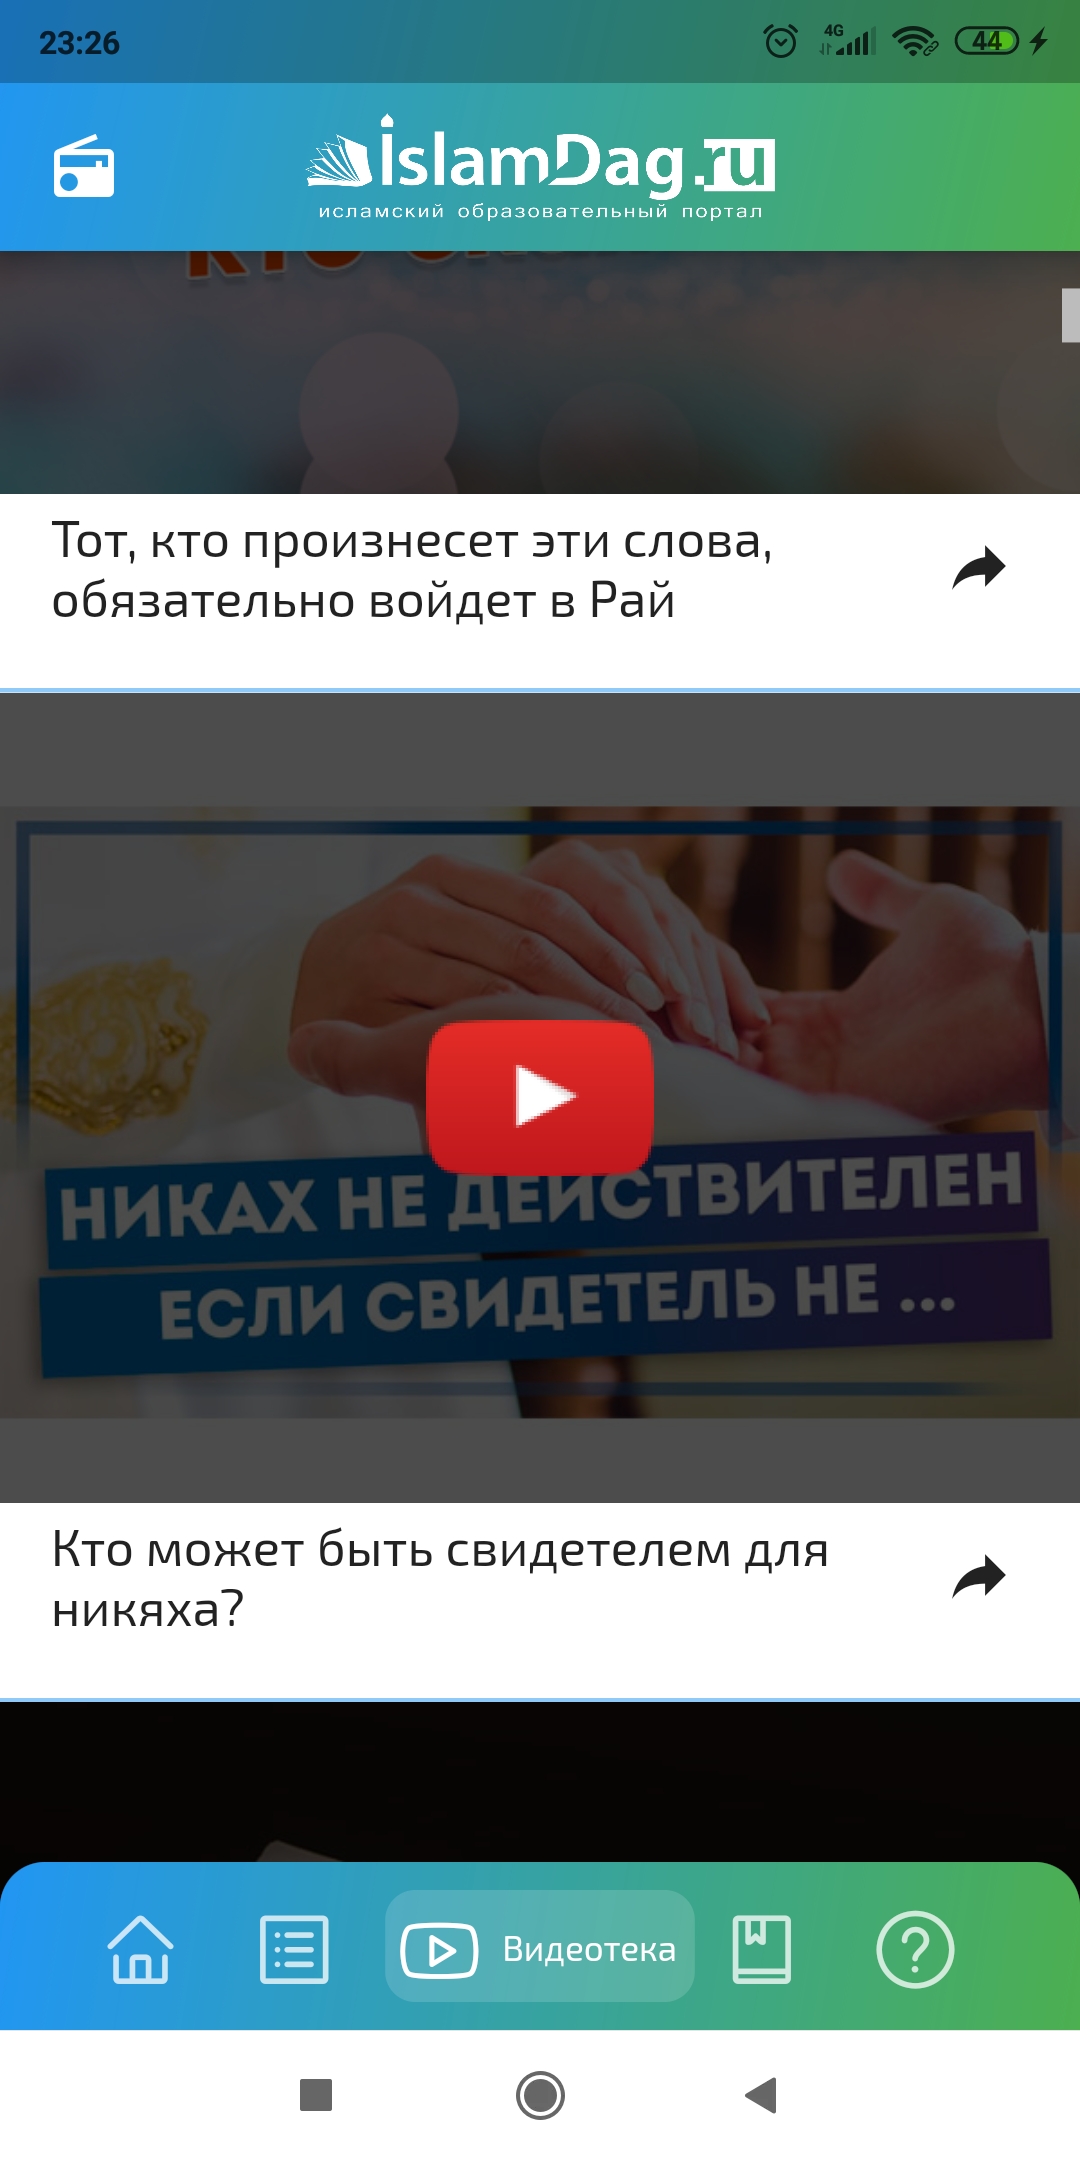 23:26
4G
44
islamDag.ru
исламский образовательный портал
Тот, кто произнесет эти слова,
обязательно войдет в Рай
НИКАХ НЕ ДЕЙСТВИТЕЛЕН
ЕСЛИ СВИДЕТЕЛЬ НЕ ...
Кто может быть свидетелем для
никяха?
Видеотека